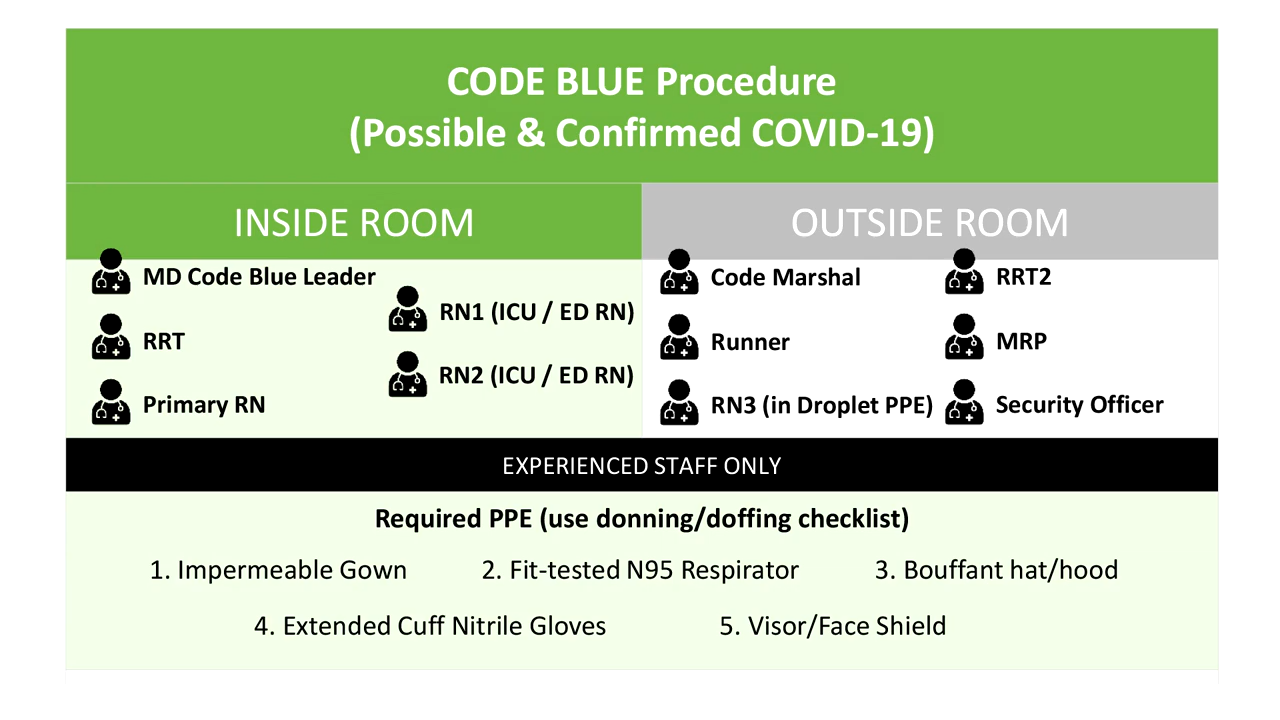 CODE BLUE Procedure
(Possible & Confirmed COVID-19)
INSIDE ROOM
OUTSIDE ROOM
MD Code Blue Leader
RRT
Primary RN
RN1 (ICU / ED RN)
RN2 (ICU / ED RN)
Code Marshal
Runner
RN3 (in Droplet PPE)
RRT2
MRP
Security Officer
EXPERIENCED STAFF ONLY
Required PPE (use donning/doffing checklist)
1. Impermeable Gown 2. Fit-tested N95 Respirator 3. Bouffant hat/hood
4. Extended Cuff Nitrile Gloves 5. Visor/Face Shield